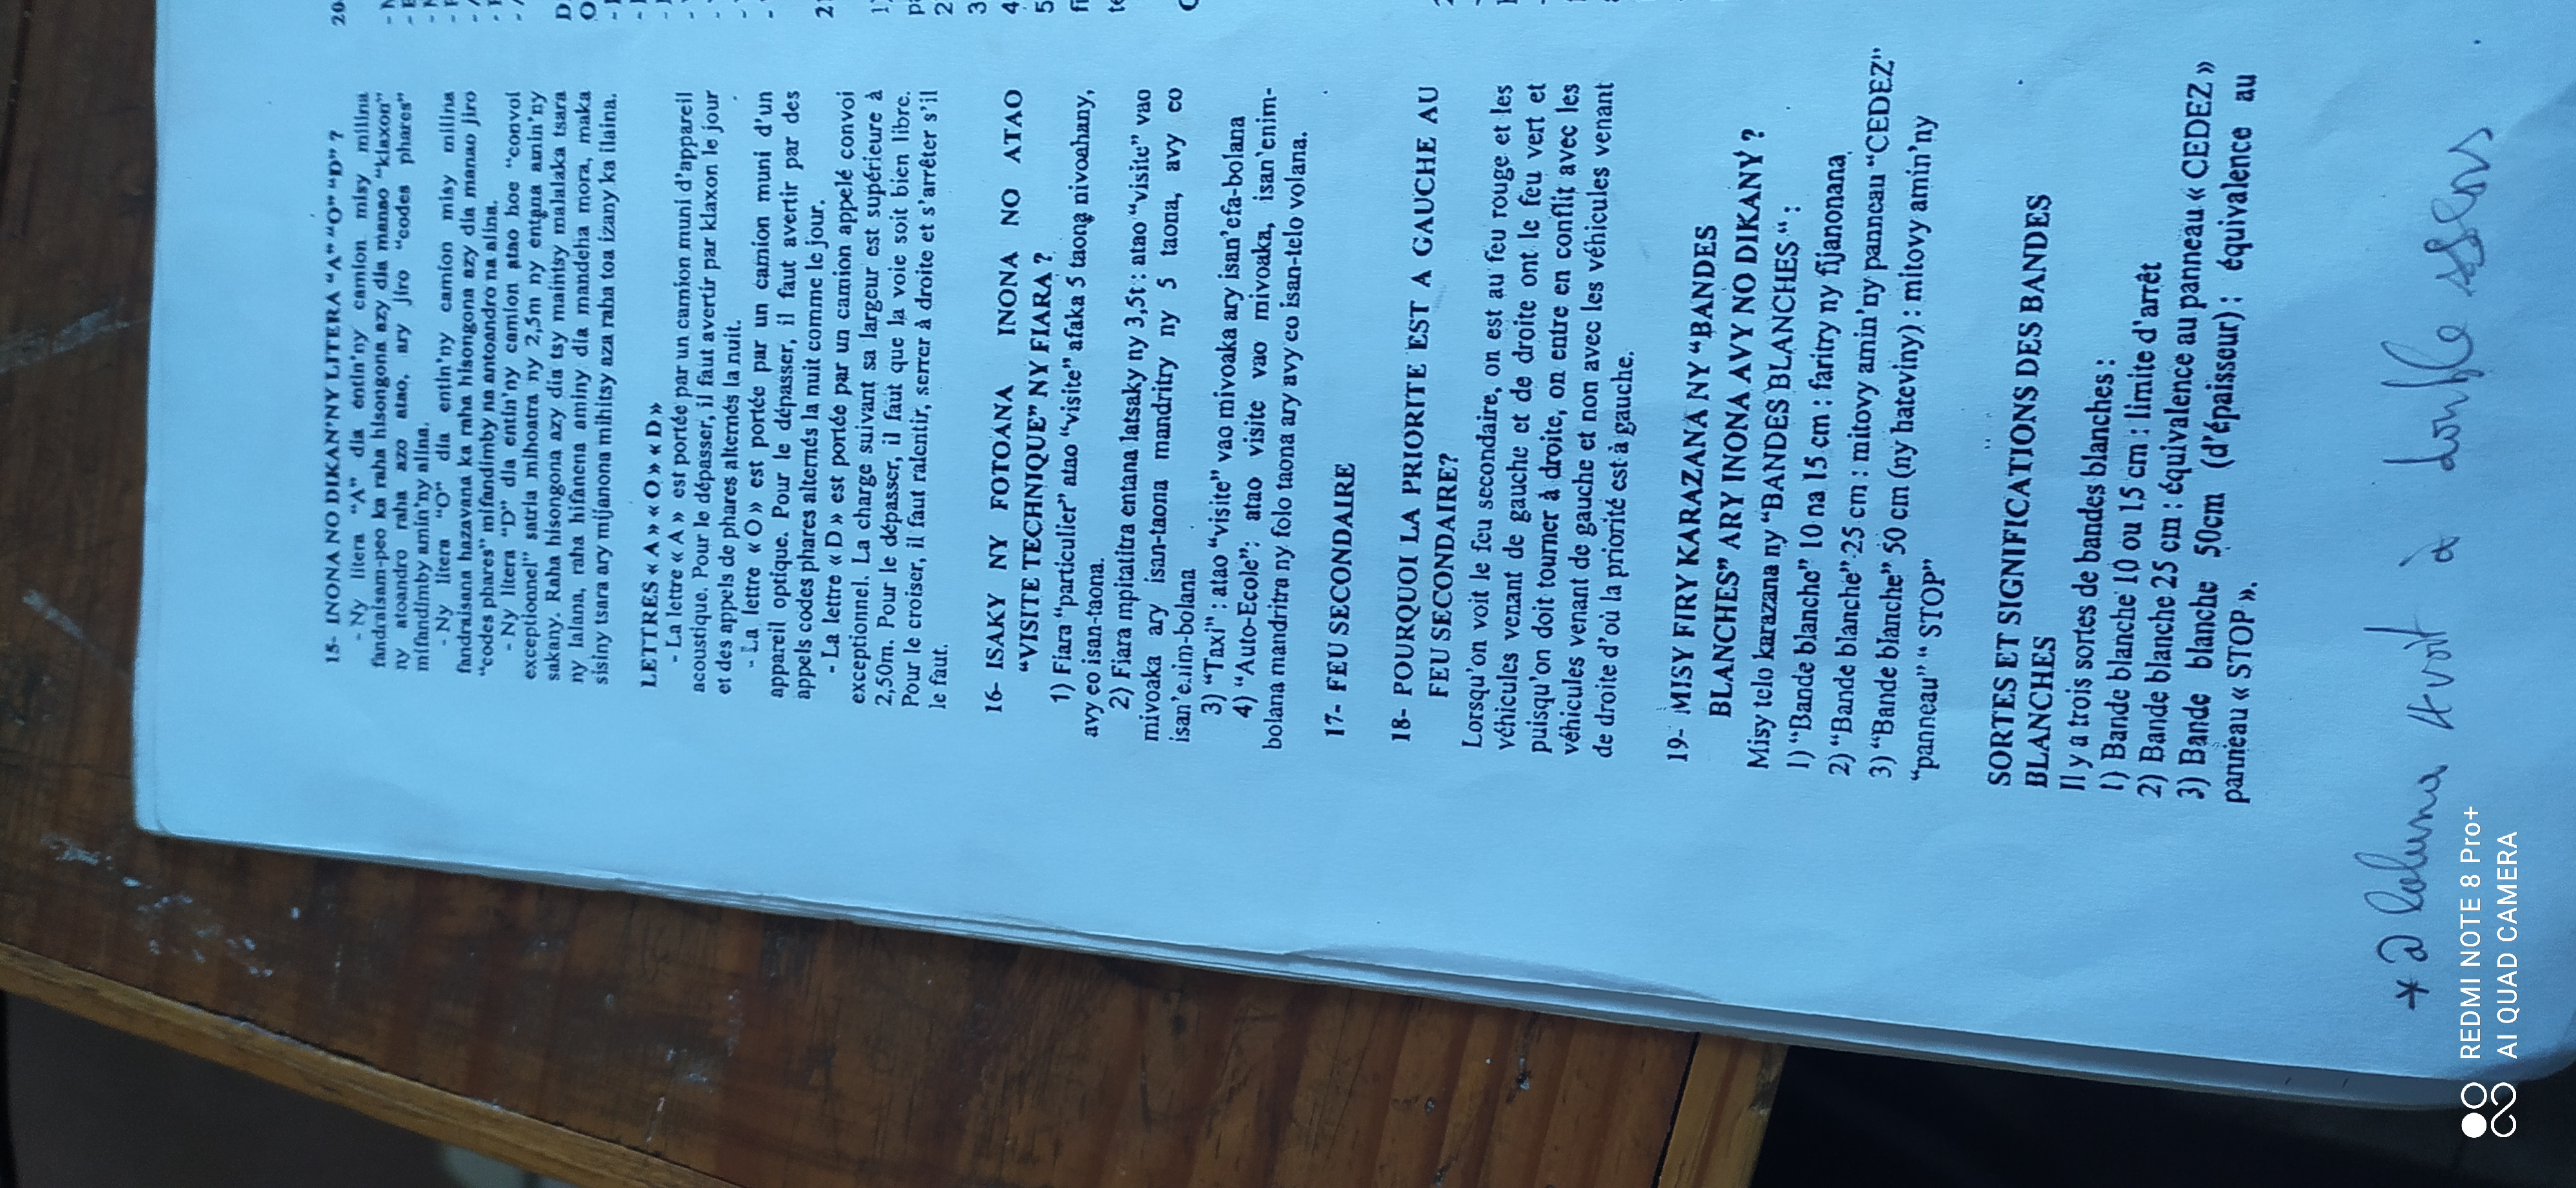 15- INONA NO DIKAN'NY LITERA "A" "O" "D" ?
- Ny litera "A" dia entin'ny camion misy milina
fandraisam-peo ka raha hisongona azy dia manao "klaxon"
ny atoandro raha azo atao, ary jiro "codes phares"
mifandimby amin'ny alina.
- Ny litera "O" dia entin'ny camion misy milina
fandraisana hazavana ka raha hisongona azy dia manao jiro
"codes phares" mifandimby na antoandro na alina.
- Ny litera "D" dia entin'ny camion atao hoe "convoi
exceptionnel" satria mihoatra ny 2,5m ny entana amin'ny
sakany. Raha hisongona azy dia tsy maintsy malalaka tsara
ny lalana, raha hifanena aminy dia mandeha mora, maka
sisiny tsara ary mijanona mihitsy aza raha toa izany ka ilaina.
LETTRES « A » « O » « D »
- La lettre « A » est portée par un camion muni d'appareil
acoustique. Pour le dépasser, il faut avertir par klaxon le jour
et des appels de phares alternés la nuit.
- La lettre « O » est portée par un camion muni d'un
appareil optique. Pour le dépasser, il faut avertir par des
appels codes phares alternés la nuit comme le jour.
- La lettre « D » est portée par un camion appelé convoi
exceptionnel. La charge suivant sa largeur est supérieure à
2,50m. Pour le dépasser, il faut que la voie soit bien libre.
Pour le croiser, il faut ralentir, serrer à droite et s'arrêter s'il
le faut.
16- ISAKY NY FOTOANA INONA NO ATAO
"VISITE TECHNIQUE" NY FIARA ?
1) Fiara "particulier" atao "visite" afaka 5 taona nivoahany,
avy eo isan-taona.
2) Fiara mpitatitra entana latsaky ny 3,5t : atao "visite" vao
mivoaka ary isan-taona mandritry ny 5 taona, avy eo
isan'enim-bolana
3) "Taxi" : atao "visite" vao mivoaka ary isan'efa-bolana
4) "Auto-Ecole": atao visite vao mivoaka, isan'enim-
bolana mandritra ny folo taona ary avy eo isan-telo volana.
17- FEU SECONDAIRE
18- POURQUOI LA PRIORITE EST A GAUCHE AU
FEU SECONDAIRE?
Lorsqu'on voit le feu secondaire, on est au feu rouge et les
véhicules venant de gauche et de droite ont le feu vert et
puisqu'on doit tourner à droite, on entre en conflit avec les
véhicules venant de gauche et non avec les véhicules venant
de droite d'où la priorité est à gauche.
19- MISY FIRY KARAZANA NY "BANDES
BLANCHES" ARY INONA AVY NO DIKANY ?
Misy telo karazana ny "BANDES BLANCHES " :
1) "Bande blanche" 10 na 15 cm : faritry ny fijanonana
2) "Bande blanche" 25 cm : mitovy amin'ny panneau "CEDEZ"
3) "Bande blanche" 50 cm (ny hateviny) : mitovy amin'ny
"panneau" " STOP"
SORTES ET SIGNIFICATIONS DES BANDES
BLANCHES
Il y a trois sortes de bandes blanches :
1) Bande blanche 10 ou 15 cm : limite d'arrêt
2) Bande blanche 25 cm : équivalence au panneau « CEDEZ »
3) Bande blanche 50cm (d'épaisseur) : équivalence au
panneau « STOP ».
à double
REDMI NOTE 8 Pro+
AI QUAD CAMERA